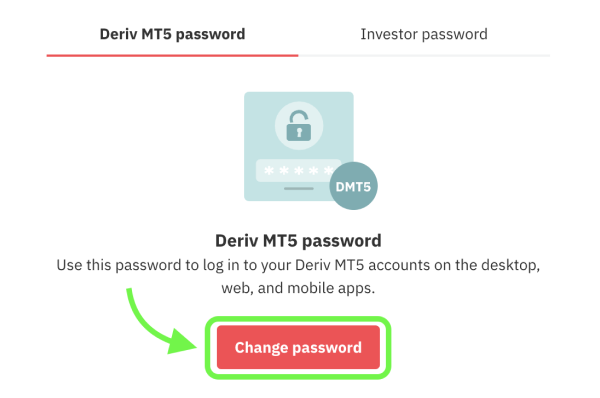 Deriv MT5 password
Investor password
*****
DMT5
Deriv MT5 password
Use this password to log in to your Deriv MT5 accounts on the desktop,
web, and mobile apps.
Change password